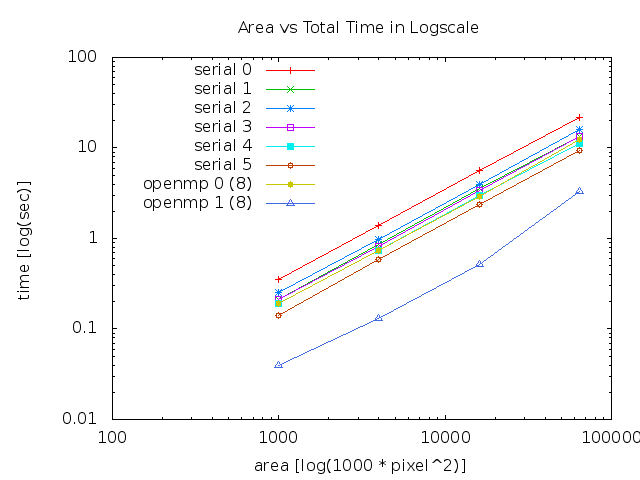 Area vs Total Time in Logscale
100
10
1
0.1
0.01
time [log(sec)]
serial 0
serial 1
serial 2
serial 3
serial 4
serial 5
openmp 0 (8)
openmp 1 (8)
100
1000
10000
100000
area [log(1000 * pixel^2)]